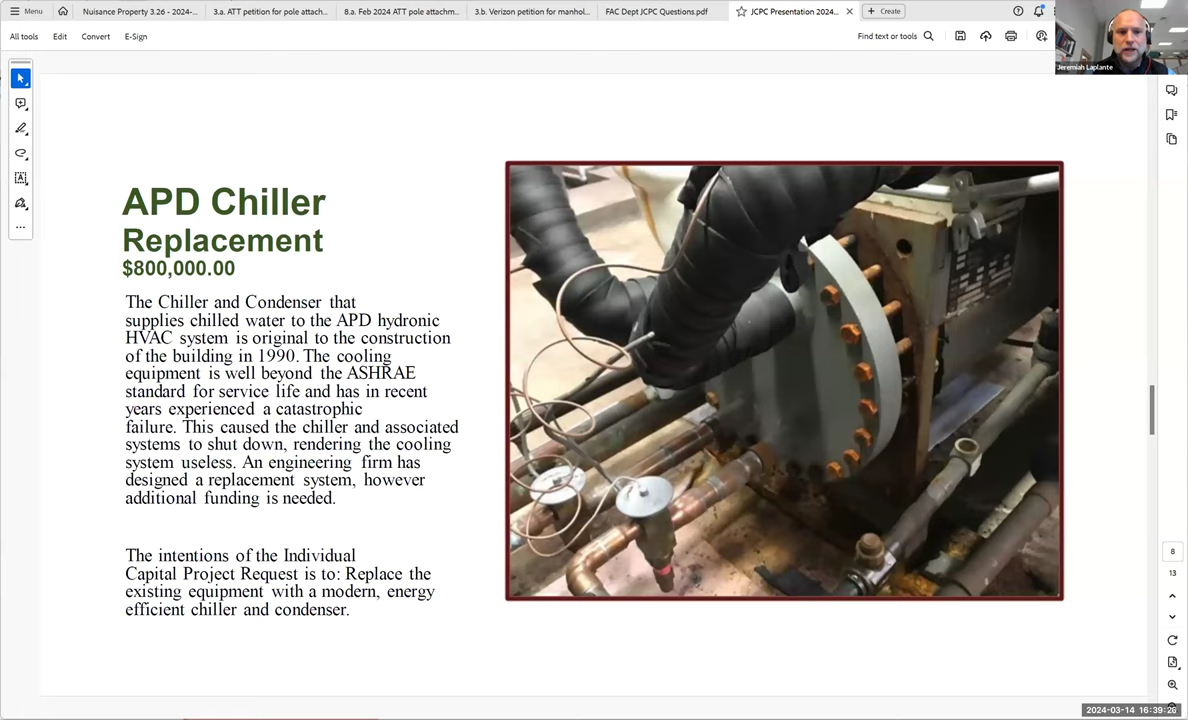 Menu
Nuisance Property 3.26 - 2024-...
3.a. ATT petition for pole attach...
8.a. Feb 2024 ATT pole attachm...
3.b. Verizon petition for manhol...
FAC Dept JCPC Questions.pdf
JCPC Presentation 2024...
Create
All tools
Edit
Convert
E-Sign
Find text or tools
Jeremiah Laplante
APD Chiller
Replacement
$800,000.00
The Chiller and Condenser that
supplies chilled water to the APD hydronic
HVAC system is original to the construction
of the building in 1990. The cooling
equipment is well beyond the ASHRAE
standard for service life and has in recent
years experienced a catastrophic
failure. This caused the chiller and associated
systems to shut down, rendering the cooling
system useless. An engineering firm has
designed a replacement system, however
additional funding is needed.
The intentions of the Individual
Capital Project Request is to: Replace the
existing equipment with a modern, energy
efficient chiller and condenser.
8
13
2024-03-14 16:39:26